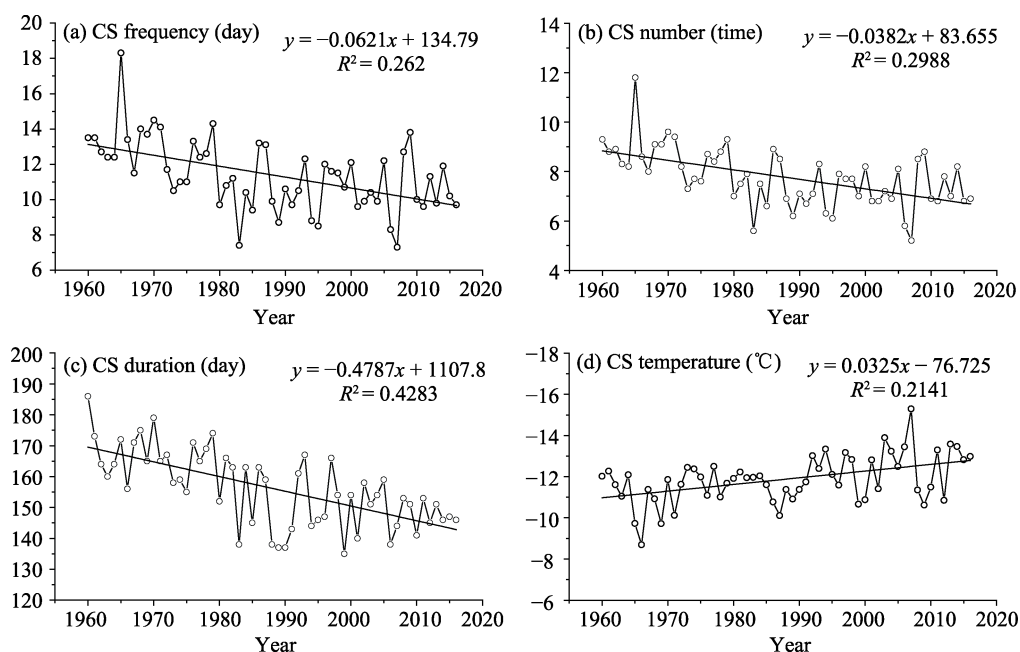 (a) CS frequency (day)
y = −0.0621x + 134.79
R² = 0.262
20
18
16
14
12
10
8
6
1960 1970 1980 1990 2000 2010 2020
Year
(b) CS number (time)
y = −0.0382x + 83.655
R² = 0.2988
14
12
10
8
6
4
1960 1970 1980 1990 2000 2010 2020
Year
(c) CS duration (day)
y = −0.4787x + 1107.8
R² = 0.4283
200
190
180
170
160
150
140
130
120
1960 1970 1980 1990 2000 2010 2020
Year
(d) CS temperature (℃)
y = 0.0325x − 76.725
R² = 0.2141
−18
−16
−14
−12
−10
−8
−6
1960 1970 1980 1990 2000 2010 2020
Year